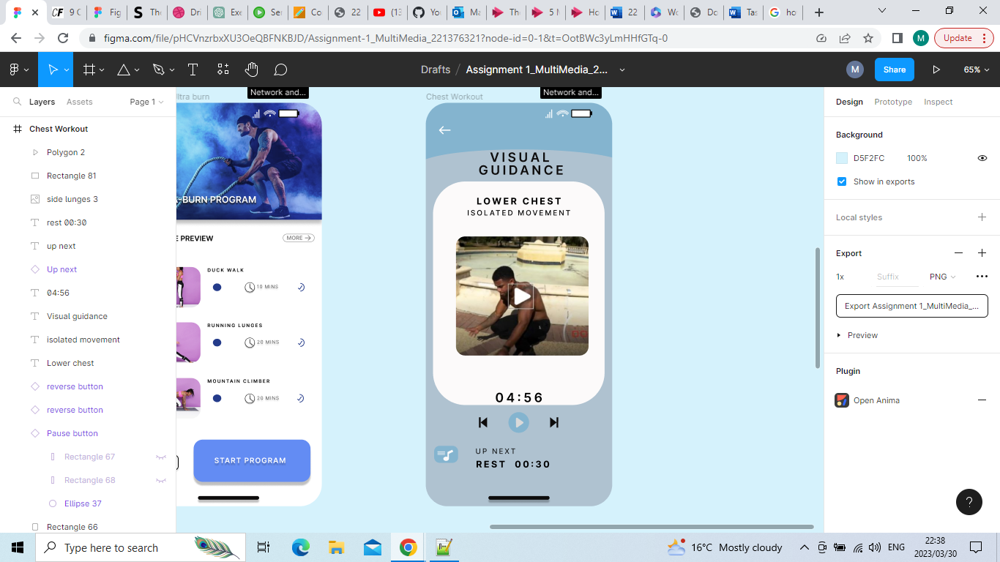 9 C
Fig
The
Dri
Exe
Ser
Co
22
(13
Yo
Ma
The
5 M
Ho
22
Wo
Do
Tas
ho
figma.com/file/pHCVnzrbxXU3OeQBFNKBJD/Assignment-1_MultiMedia_221376321?node-id=0-1&t=OotBWc3yLmHHfGTq-0
M
Update
Drafts / Assignment 1_MultiMedia_2...
M
Share
65%
Layers
Assets
Page 1
Chest Workout
Polygon 2
Rectangle 81
side lunges 3
rest 00:30
up next
Up next
04:56
Visual guidance
isolated movement
Lower chest
reverse button
reverse button
Pause button
Rectangle 67
Rectangle 68
Ellipse 37
Rectangle 66
ltra burn
Network and...
-BURN PROGRAM
E PREVIEW
MORE
DUCK WALK
10 MINS
RUNNING LUNGES
20 MINS
MOUNTAIN CLIMBER
20 MINS
START PROGRAM
Chest Workout
Network and...
VISUAL
GUIDANCE
LOWER CHEST
ISOLATED MOVEMENT
04:56
UP NEXT
REST 00:30
Design
Prototype
Inspect
Background
D5F2FC
100%
Show in exports
Local styles
Export
1x
Suffix
PNG
Export Assignment 1_MultiMedia_...
Preview
Plugin
Open Anima
?
Type here to search
16°C Mostly cloudy
ENG
22:38
2023/03/30